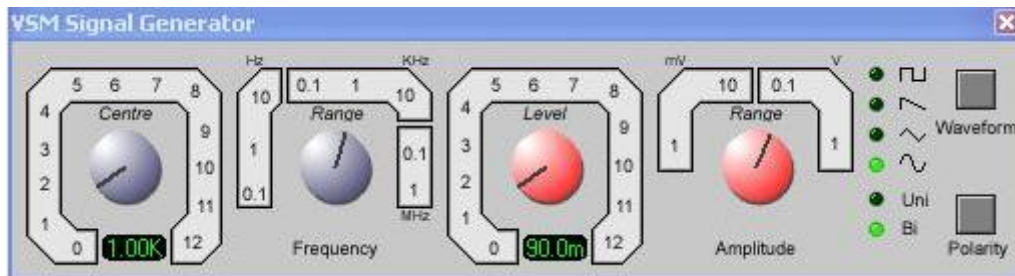 VSM Signal Generator
Hz KHz mV V
5 6 7 8 0.1 1 10 5 6 7 8 10 0.1
4 Centre 10 Range 4 Level Range
3 9 1 0.1 3 9 1 1 Waveform
2 10 0.1 1 2 10
1 11 MHz 1 11 Uni
0 1.00K 12 Frequency 0 90.0m 12 Amplitude Bi Polarity